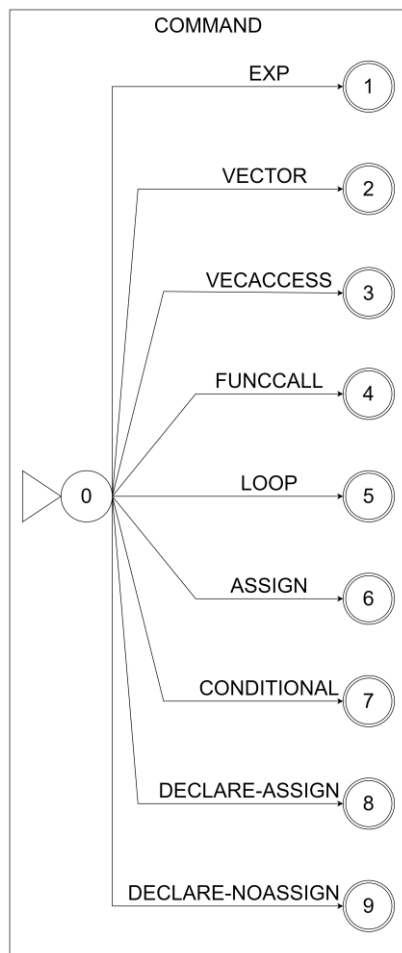 COMMAND
EXP
1
VECTOR
2
VECACCESS
3
FUNCCALL
4
LOOP
0
5
ASSIGN
6
CONDITIONAL
7
DECLARE-ASSIGN
8
DECLARE-NOASSIGN
9